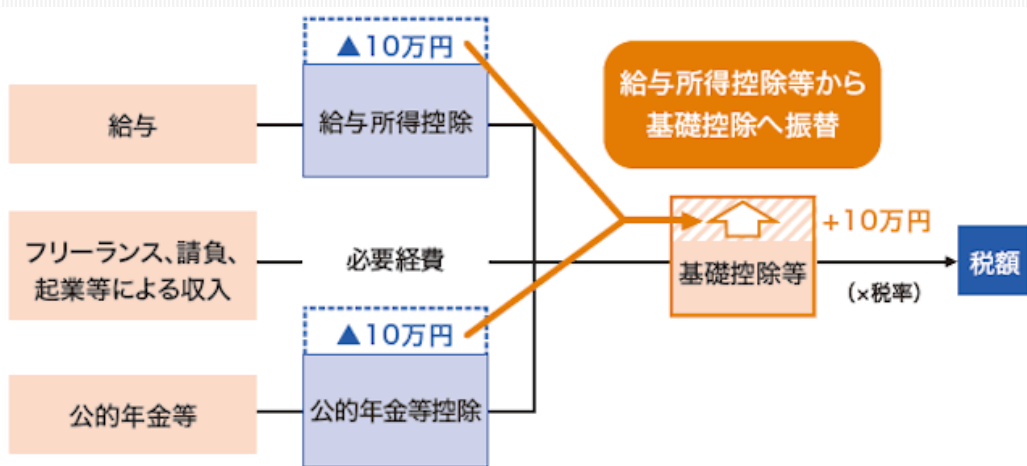 ▲10万円
給与所得控除等から
基礎控除へ振替
給与
給与所得控除
フリーランス、請負、
起業等による収入
必要経費
+10万円
基礎控除等
(×税率)
税額
▲10万円
公的年金等
公的年金等控除